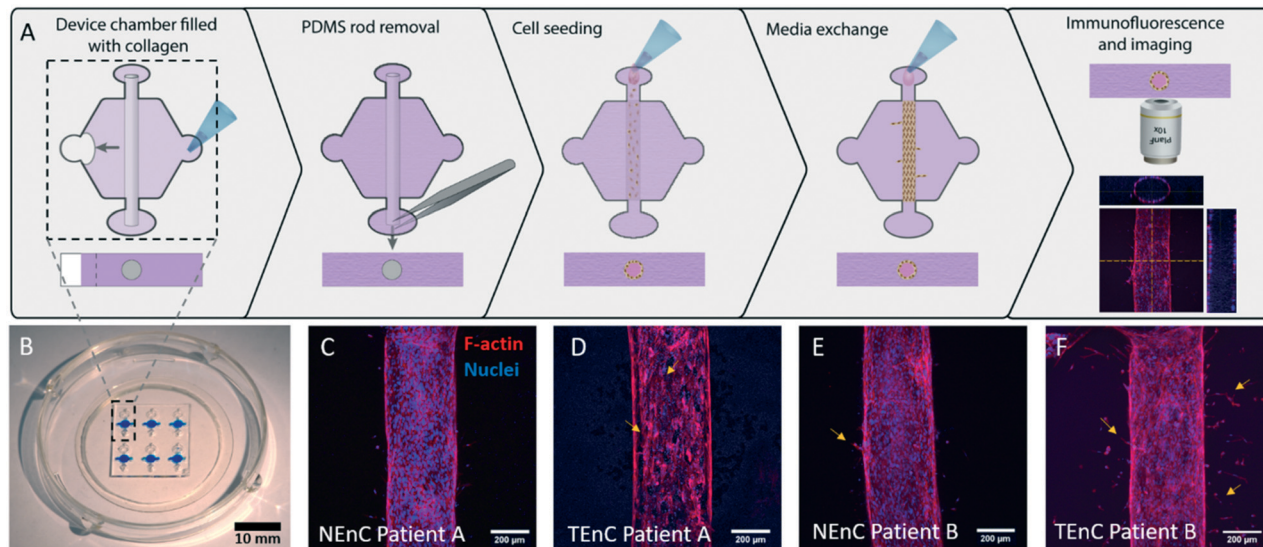 A
Device chamber filled
with collagen
PDMS rod removal
Cell seeding
Media exchange
Immunofluorescence
and imaging
PlanF
10x
B
10 mm
C
F-actin
Nuclei
NEnC Patient A
200 µm
D
TEnC Patient A
200 µm
E
NEnC Patient B
200 µm
F
TEnC Patient B
200 µm